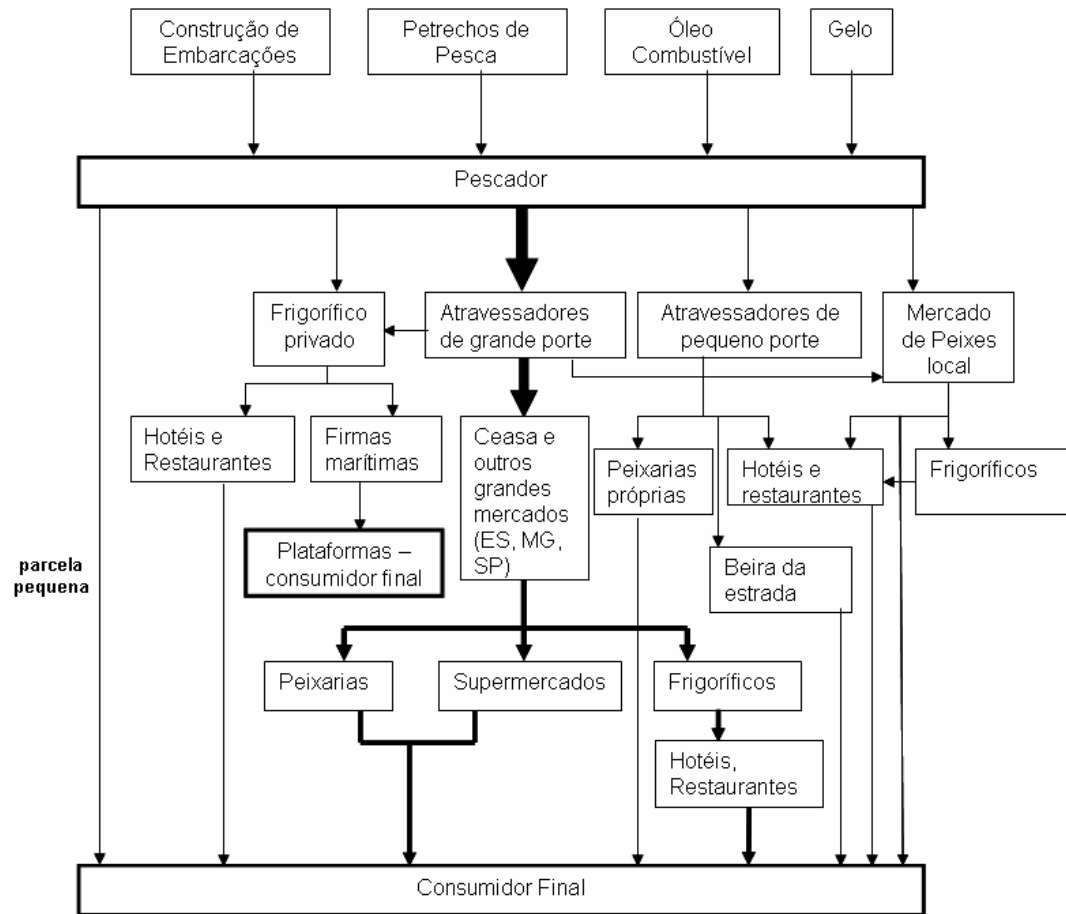 Construção de
Embarcações
Petrechos de
Pesca
Óleo
Combustível
Gelo
Pescador
Frigorífico
privado
Atravessadores
de grande porte
Atravessadores de
pequeno porte
Mercado
de Peixes
local
Hotéis e
Restaurantes
Firmas
marítimas
Ceasa e
outros
grandes
mercados
(ES, MG,
SP)
Peixarias
próprias
Hotéis e
restaurantes
Frigoríficos
Plataformas –
consumidor final
Beira da
estrada
parcela
pequena
Peixarias
Supermercados
Frigoríficos
Hotéis,
Restaurantes
Consumidor Final